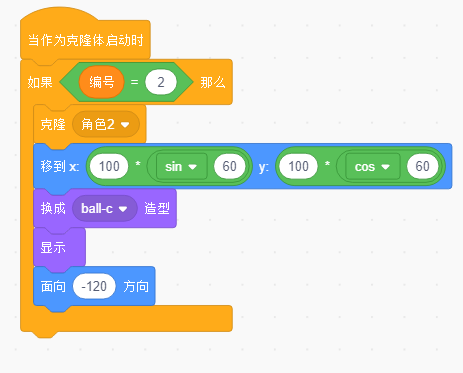 当作为克隆体启动时
如果 编号 = 2 那么
克隆 角色2
移到 x: 100 * sin 60 y: 100 * cos 60
换成 ball-c 造型
显示
面向 -120 方向